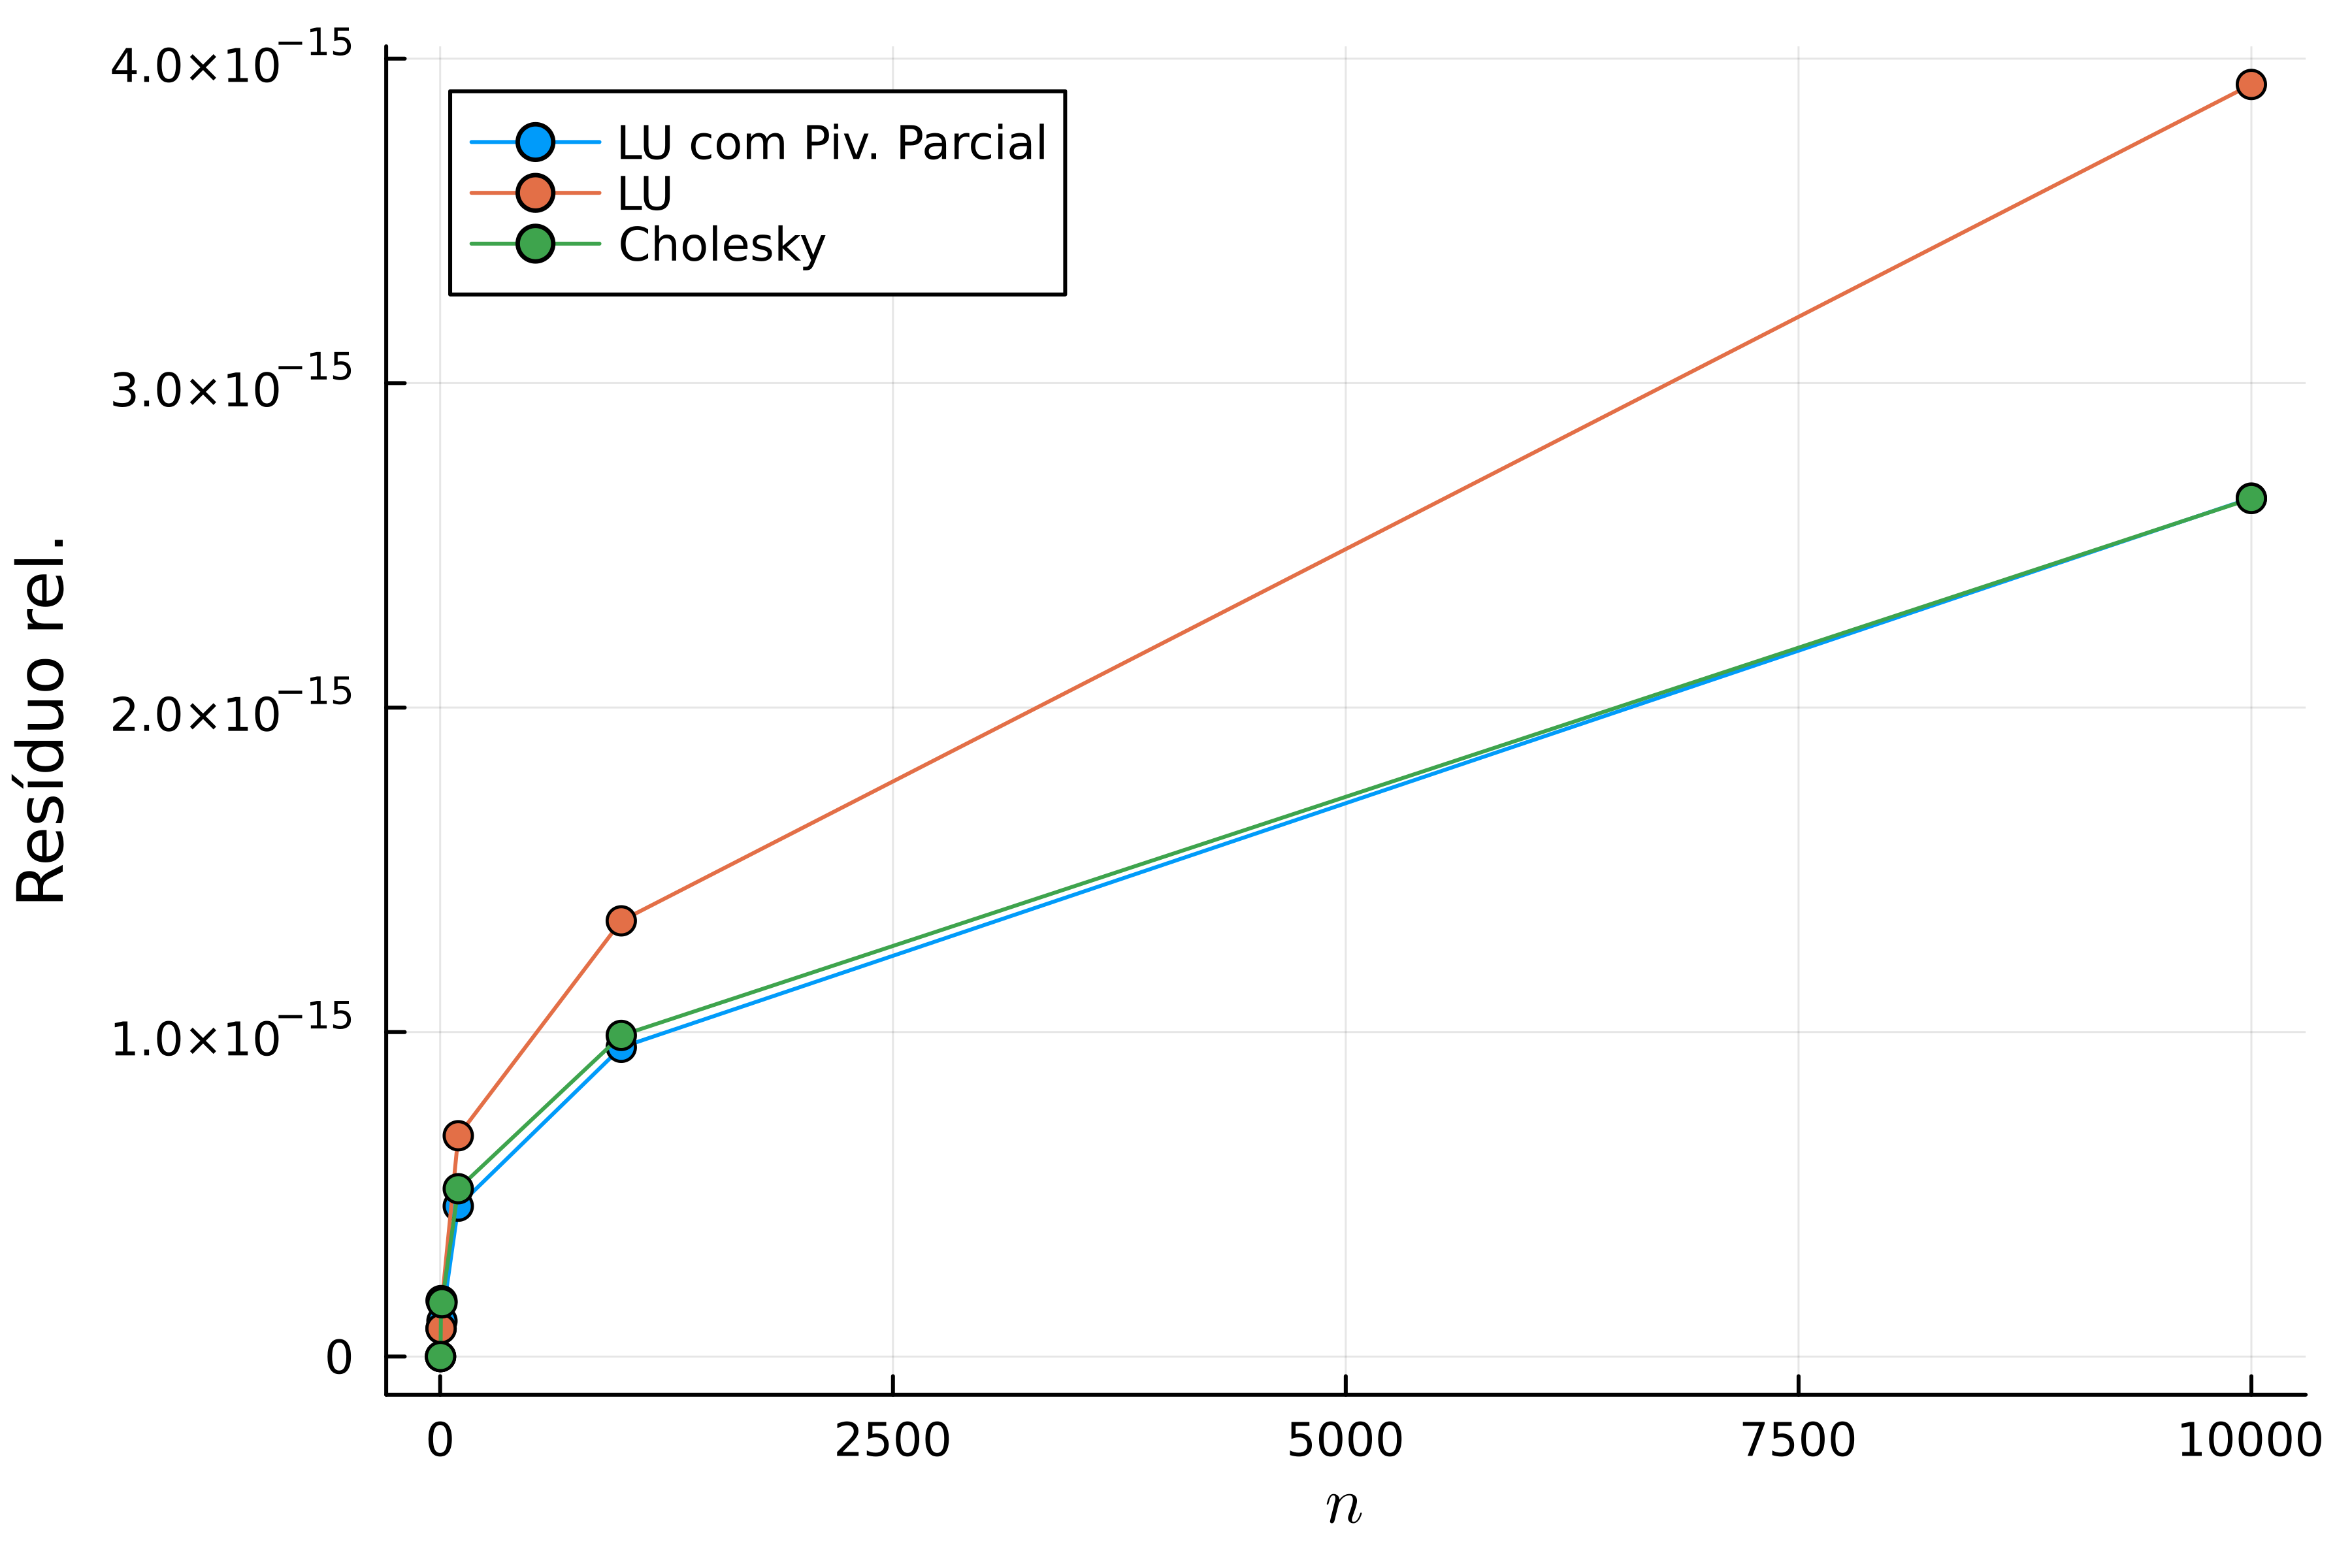 4.0×10⁻¹⁵
3.0×10⁻¹⁵
2.0×10⁻¹⁵
1.0×10⁻¹⁵
0
Resíduo rel.
LU com Piv. Parcial
LU
Cholesky
0 2500 5000 7500 10000
n